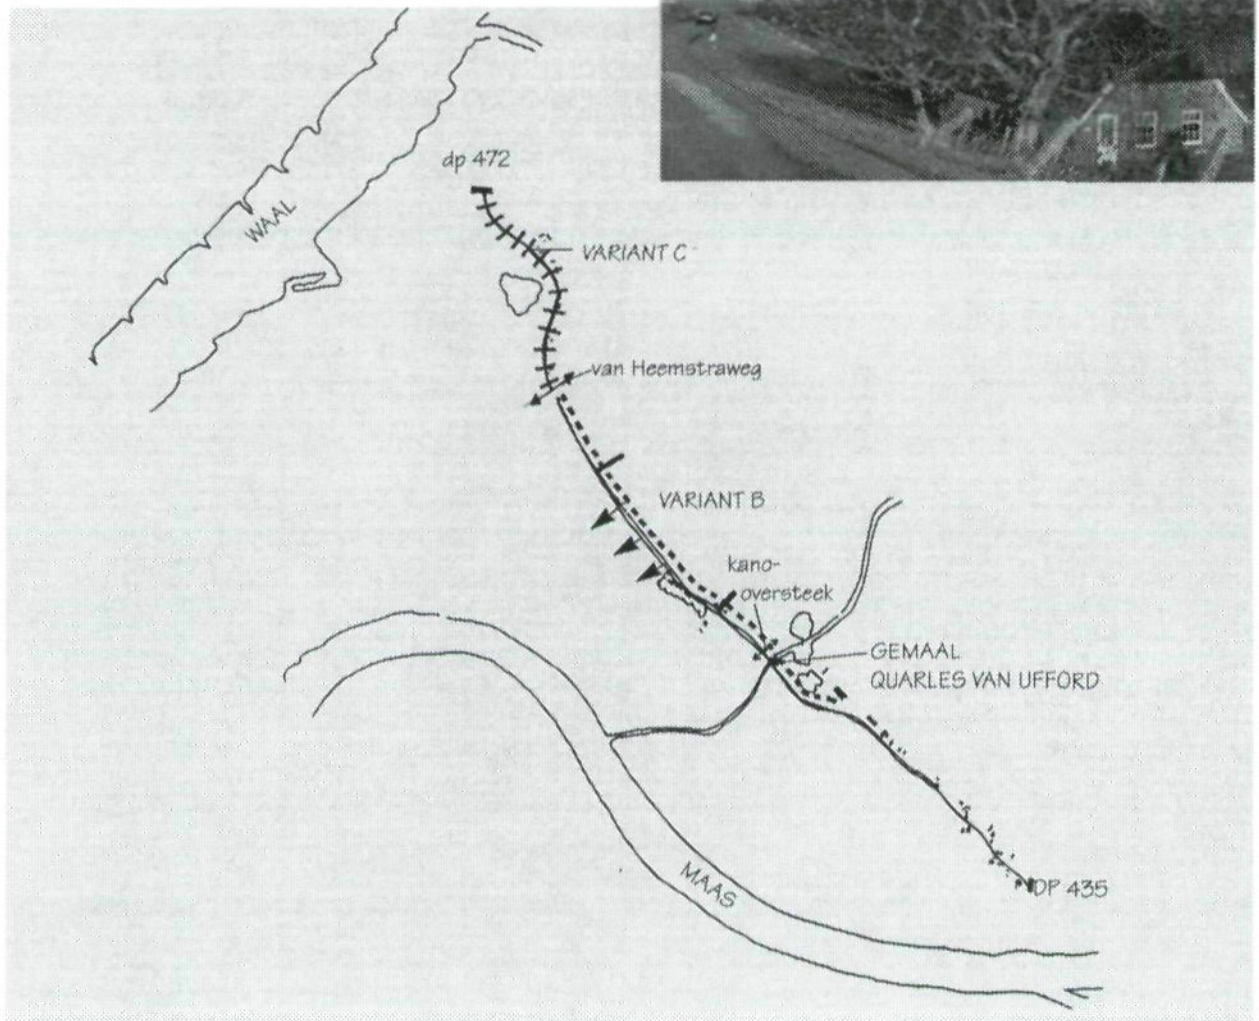 dp 472
WAAL
VARIANT C
van Heemstraweg
VARIANT B
kano-
oversteek
GEMAAL
QUARLES VAN UFFORD
MAAS
DP 435